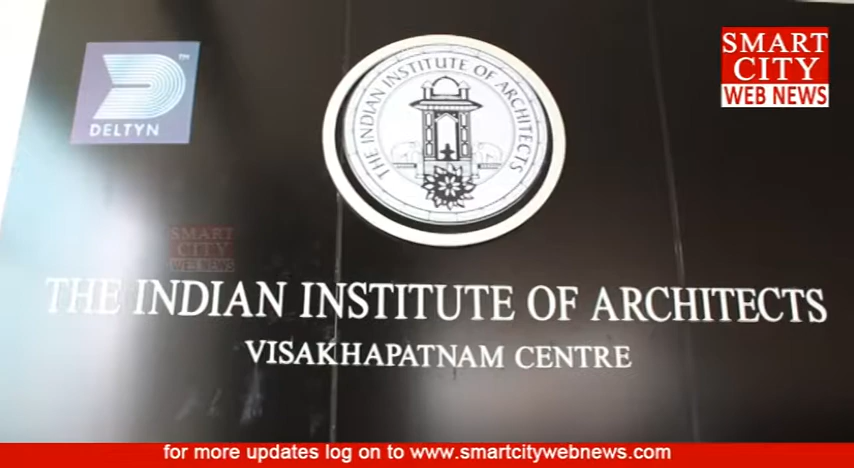 DELTYN
TM
THE INDIAN INSTITUTE OF ARCHITECTS
SMART
CITY
WEB NEWS
SMART
CITY
WEB NEWS
THE INDIAN INSTITUTE OF ARCHITECTS
VISAKHAPATNAM CENTRE
for more updates log on to www.smartcitywebnews.com